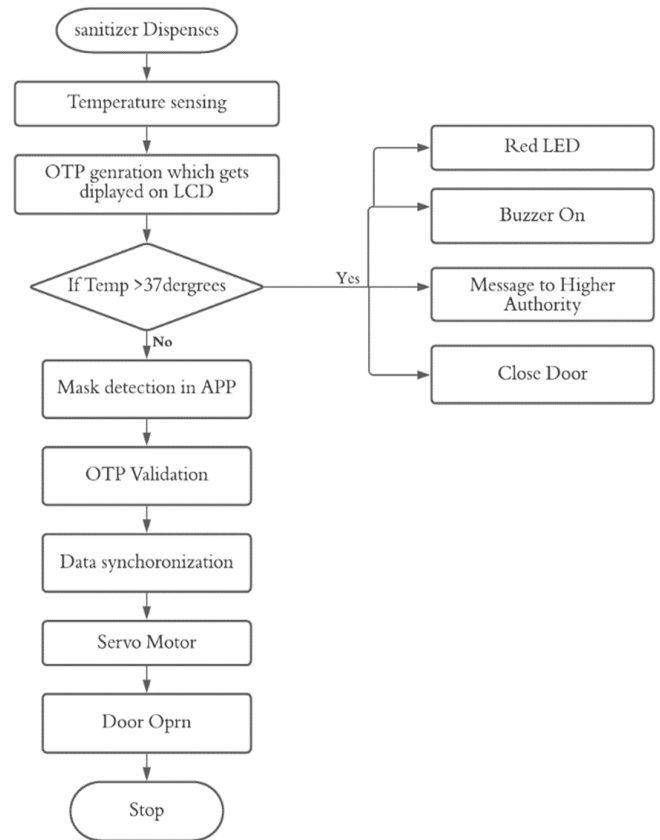 sanitizer Dispenses
Temperature sensing
OTP genration which gets
diplayed on LCD
If Temp >37dergrees
Yes
Red LED
Buzzer On
Message to Higher
Authority
Close Door
No
Mask detection in APP
OTP Validation
Data synchoronization
Servo Motor
Door Oprn
Stop